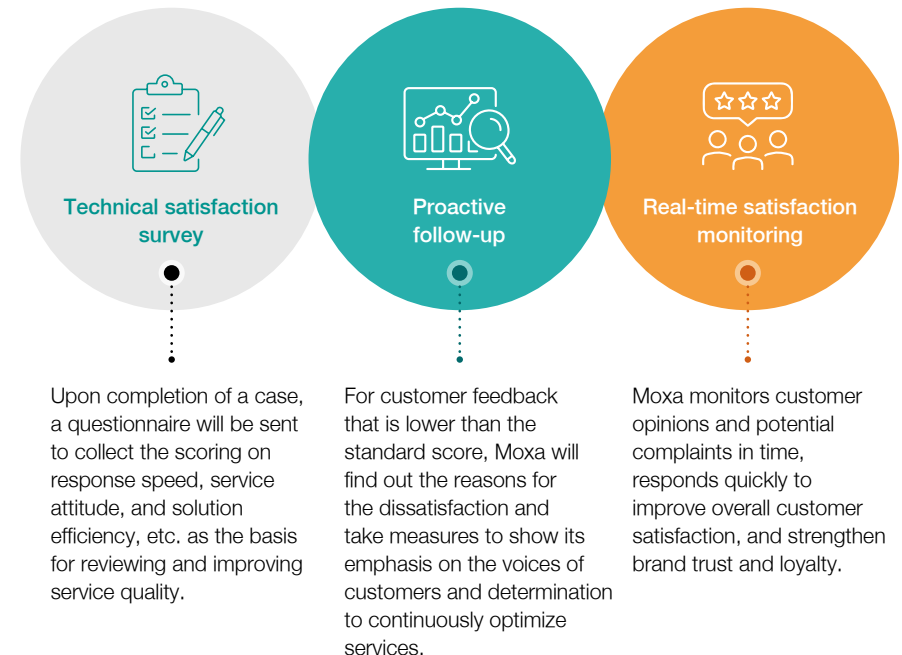 Technical satisfaction
survey
Proactive
follow-up
Real-time satisfaction
monitoring
Upon completion of a case,
a questionnaire will be sent
to collect the scoring on
response speed, service
attitude, and solution
efficiency, etc. as the basis
for reviewing and improving
service quality.
For customer feedback
that is lower than the
standard score, Moxa will
find out the reasons for
the dissatisfaction and
take measures to show its
emphasis on the voices of
customers and determination
to continuously optimize
services.
Moxa monitors customer
opinions and potential
complaints in time,
responds quickly to
improve overall customer
satisfaction, and strengthen
brand trust and loyalty.